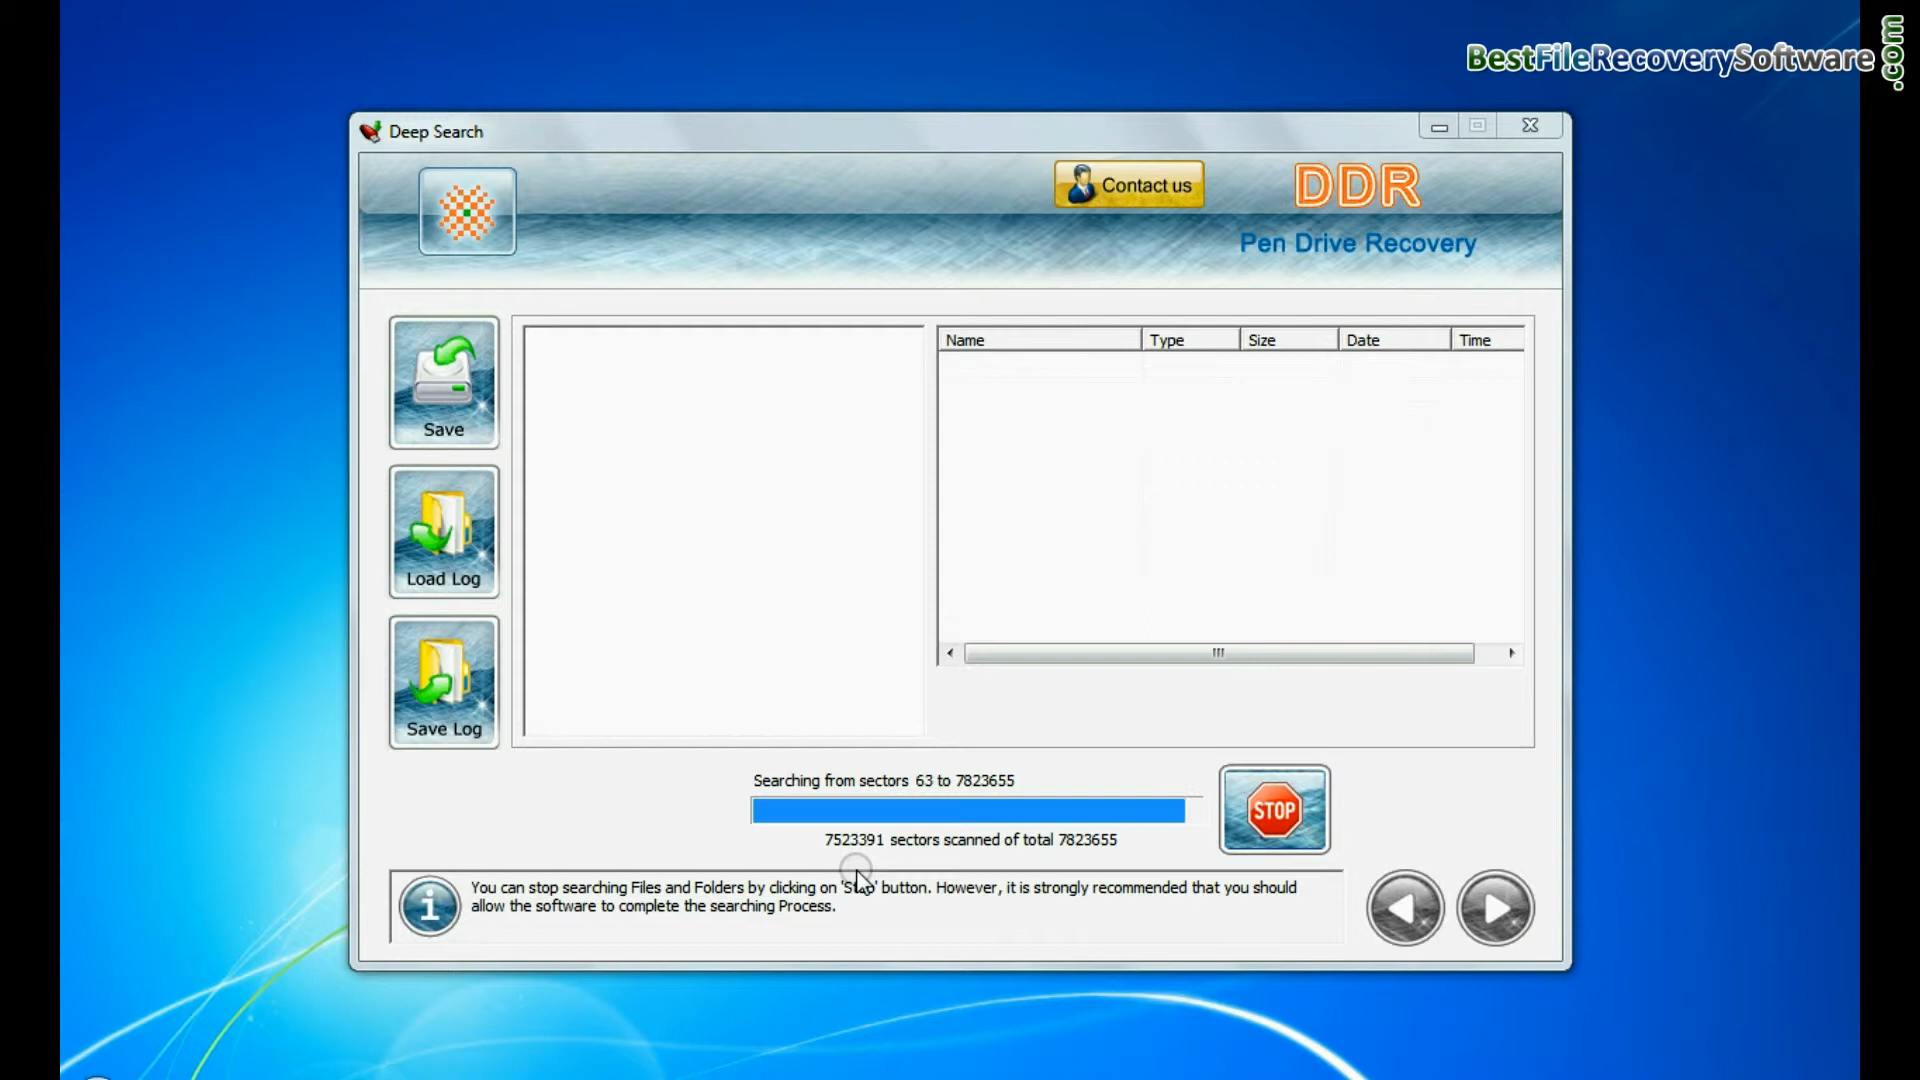 BestFileRecoverySoftware.com
Deep Search
Contact us
DDR
Pen Drive Recovery
Save
Load Log
Save Log
Name Type Size Date Time
Searching from sectors 63 to 7823655
7523391 sectors scanned of total 7823655
STOP
You can stop searching Files and Folders by clicking on 'Stop' button. However, it is strongly recommended that you should
allow the software to complete the searching Process.